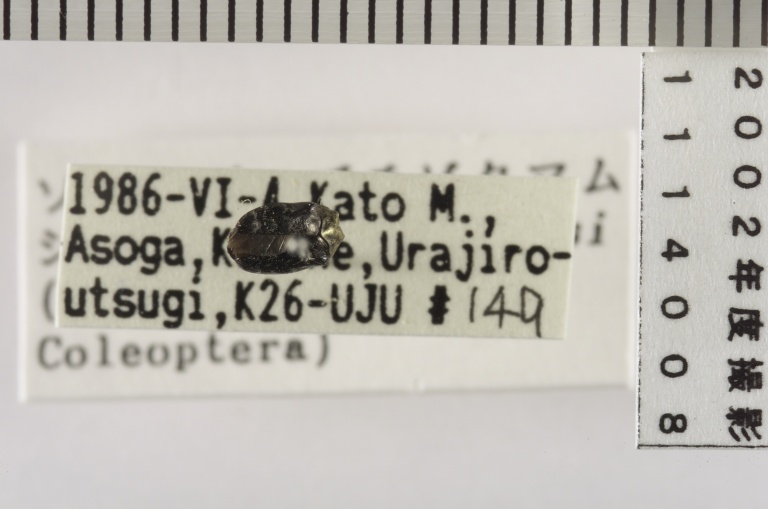 1986-VI-4 Kato M.,
Asoga, Urajiro-
utsugi,K26-UJU # 149
Coleoptera)
2002年度撮影
1114008